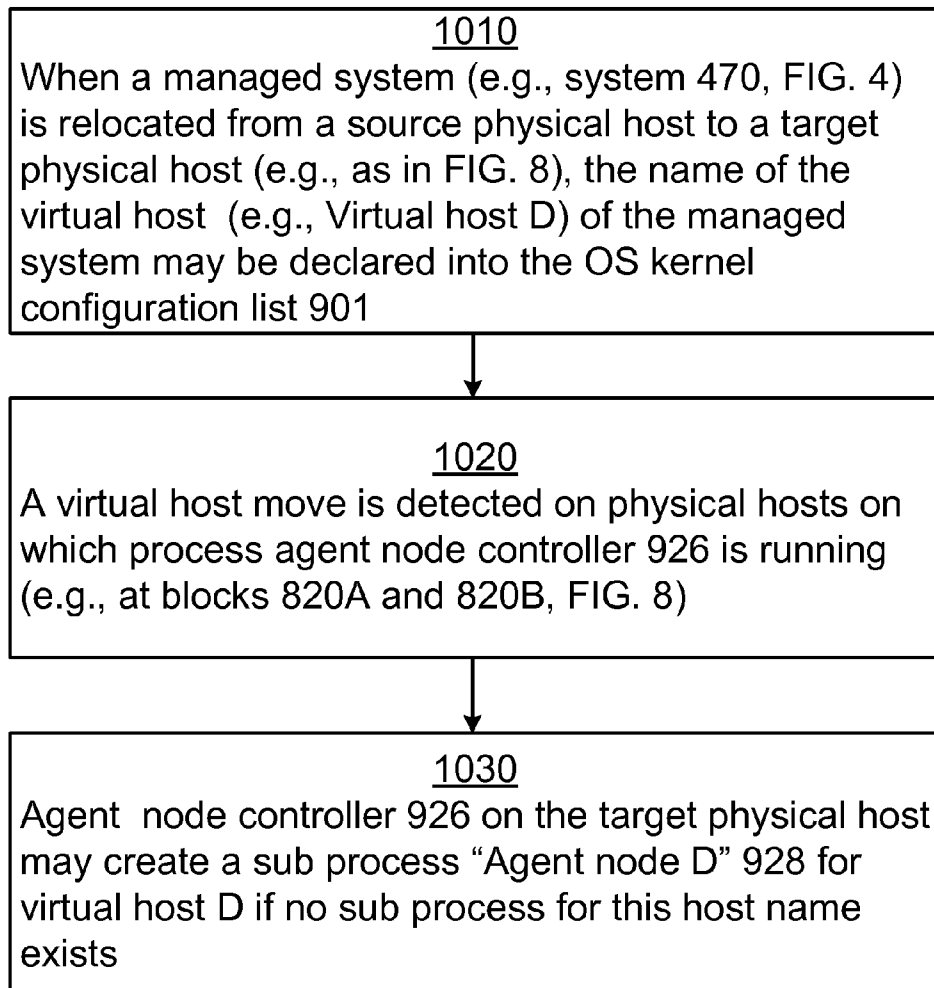 1010
When a managed system (e.g., system 470, FIG. 4)
is relocated from a source physical host to a target
physical host (e.g., as in FIG. 8), the name of the
virtual host (e.g., Virtual host D) of the managed
system may be declared into the OS kernel
configuration list 901
1020
A virtual host move is detected on physical hosts on
which process agent node controller 926 is running
(e.g., at blocks 820A and 820B, FIG. 8)
1030
Agent node controller 926 on the target physical host
may create a sub process “Agent node D” 928 for
virtual host D if no sub process for this host name
exists